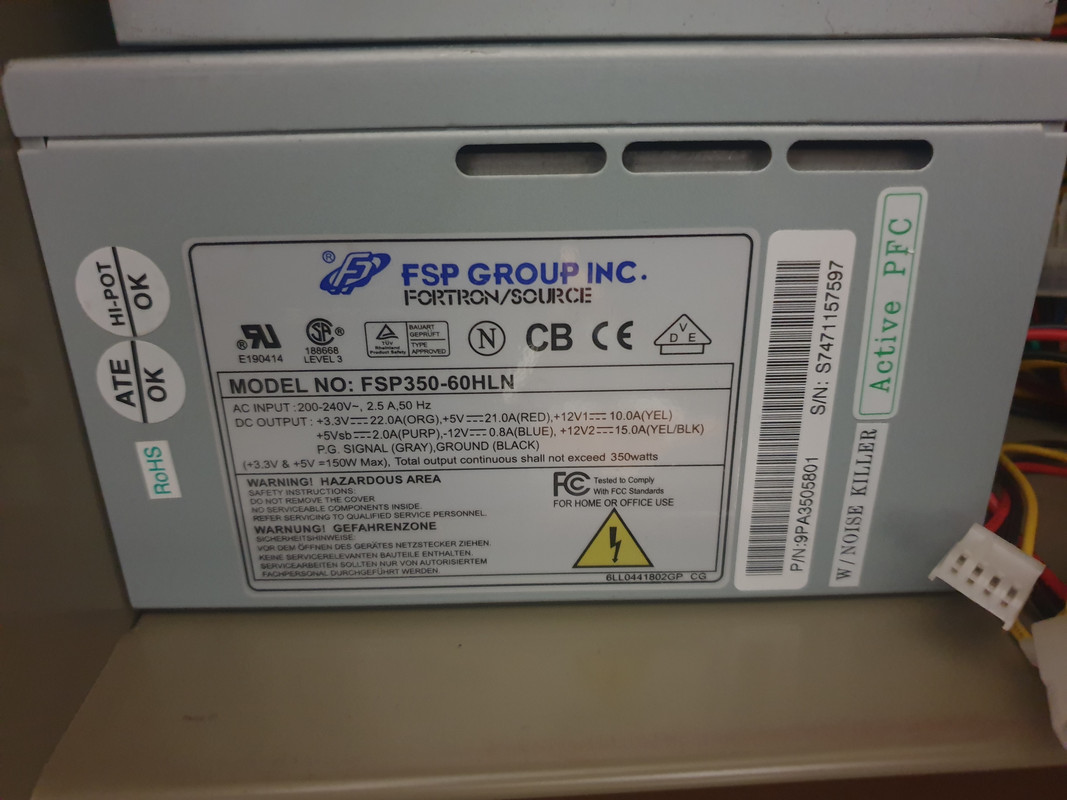 HI-POT
OK
ATE
OK
RoHS
®
FSP GROUP INC.
FORTRON/SOURCE
®
E190414
SA ®
188668
LEVEL 3
TÜV
Rheinland
Product Safety
BAUART
GEPRÜFT
TYPE
APPROVED
N
CB CE
V
D E
MODEL NO: FSP350-60HLN
AC INPUT :200-240V~, 2.5 A,50 Hz
DC OUTPUT : +3.3V⎓22.0A(ORG),+5V⎓21.0A(RED),+12V1⎓ 10.0A(YEL)
+5Vsb⎓2.0A(PURP),-12V⎓0.8A(BLUE), +12V2⎓15.0A(YEL/BLK)
P.G. SIGNAL (GRAY),GROUND (BLACK)
(+3.3V & +5V =150W Max), Total output continuous shall not exceed 350watts
WARNING! HAZARDOUS AREA
SAFETY INSTRUCTIONS:
DO NOT REMOVE THE COVER
NO SERVICEABLE COMPONENTS INSIDE.
REFER SERVICING TO QUALIFIED SERVICE PERSONNEL.
WARNUNG! GEFAHRENZONE
SICHERHEITSHINWEISE:
VOR DEM ÖFFNEN DES GERÄTES NETZSTECKER ZIEHEN.
KEINE SERVICERELEVANTEN BAUTEILE ENTHALTEN.
SERVICEARBEITEN SOLLTEN NUR VON AUTORISIERTEM
FACHPERSONAL DURCHGEFÜHRT WERDEN.
FC Tested to Comply
With FCC Standards
FOR HOME OR OFFICE USE
6LL0441802GP CG
P/N:9PA3505801
S/N: S7471157597
Active PFC
W/ NOISE KILLER